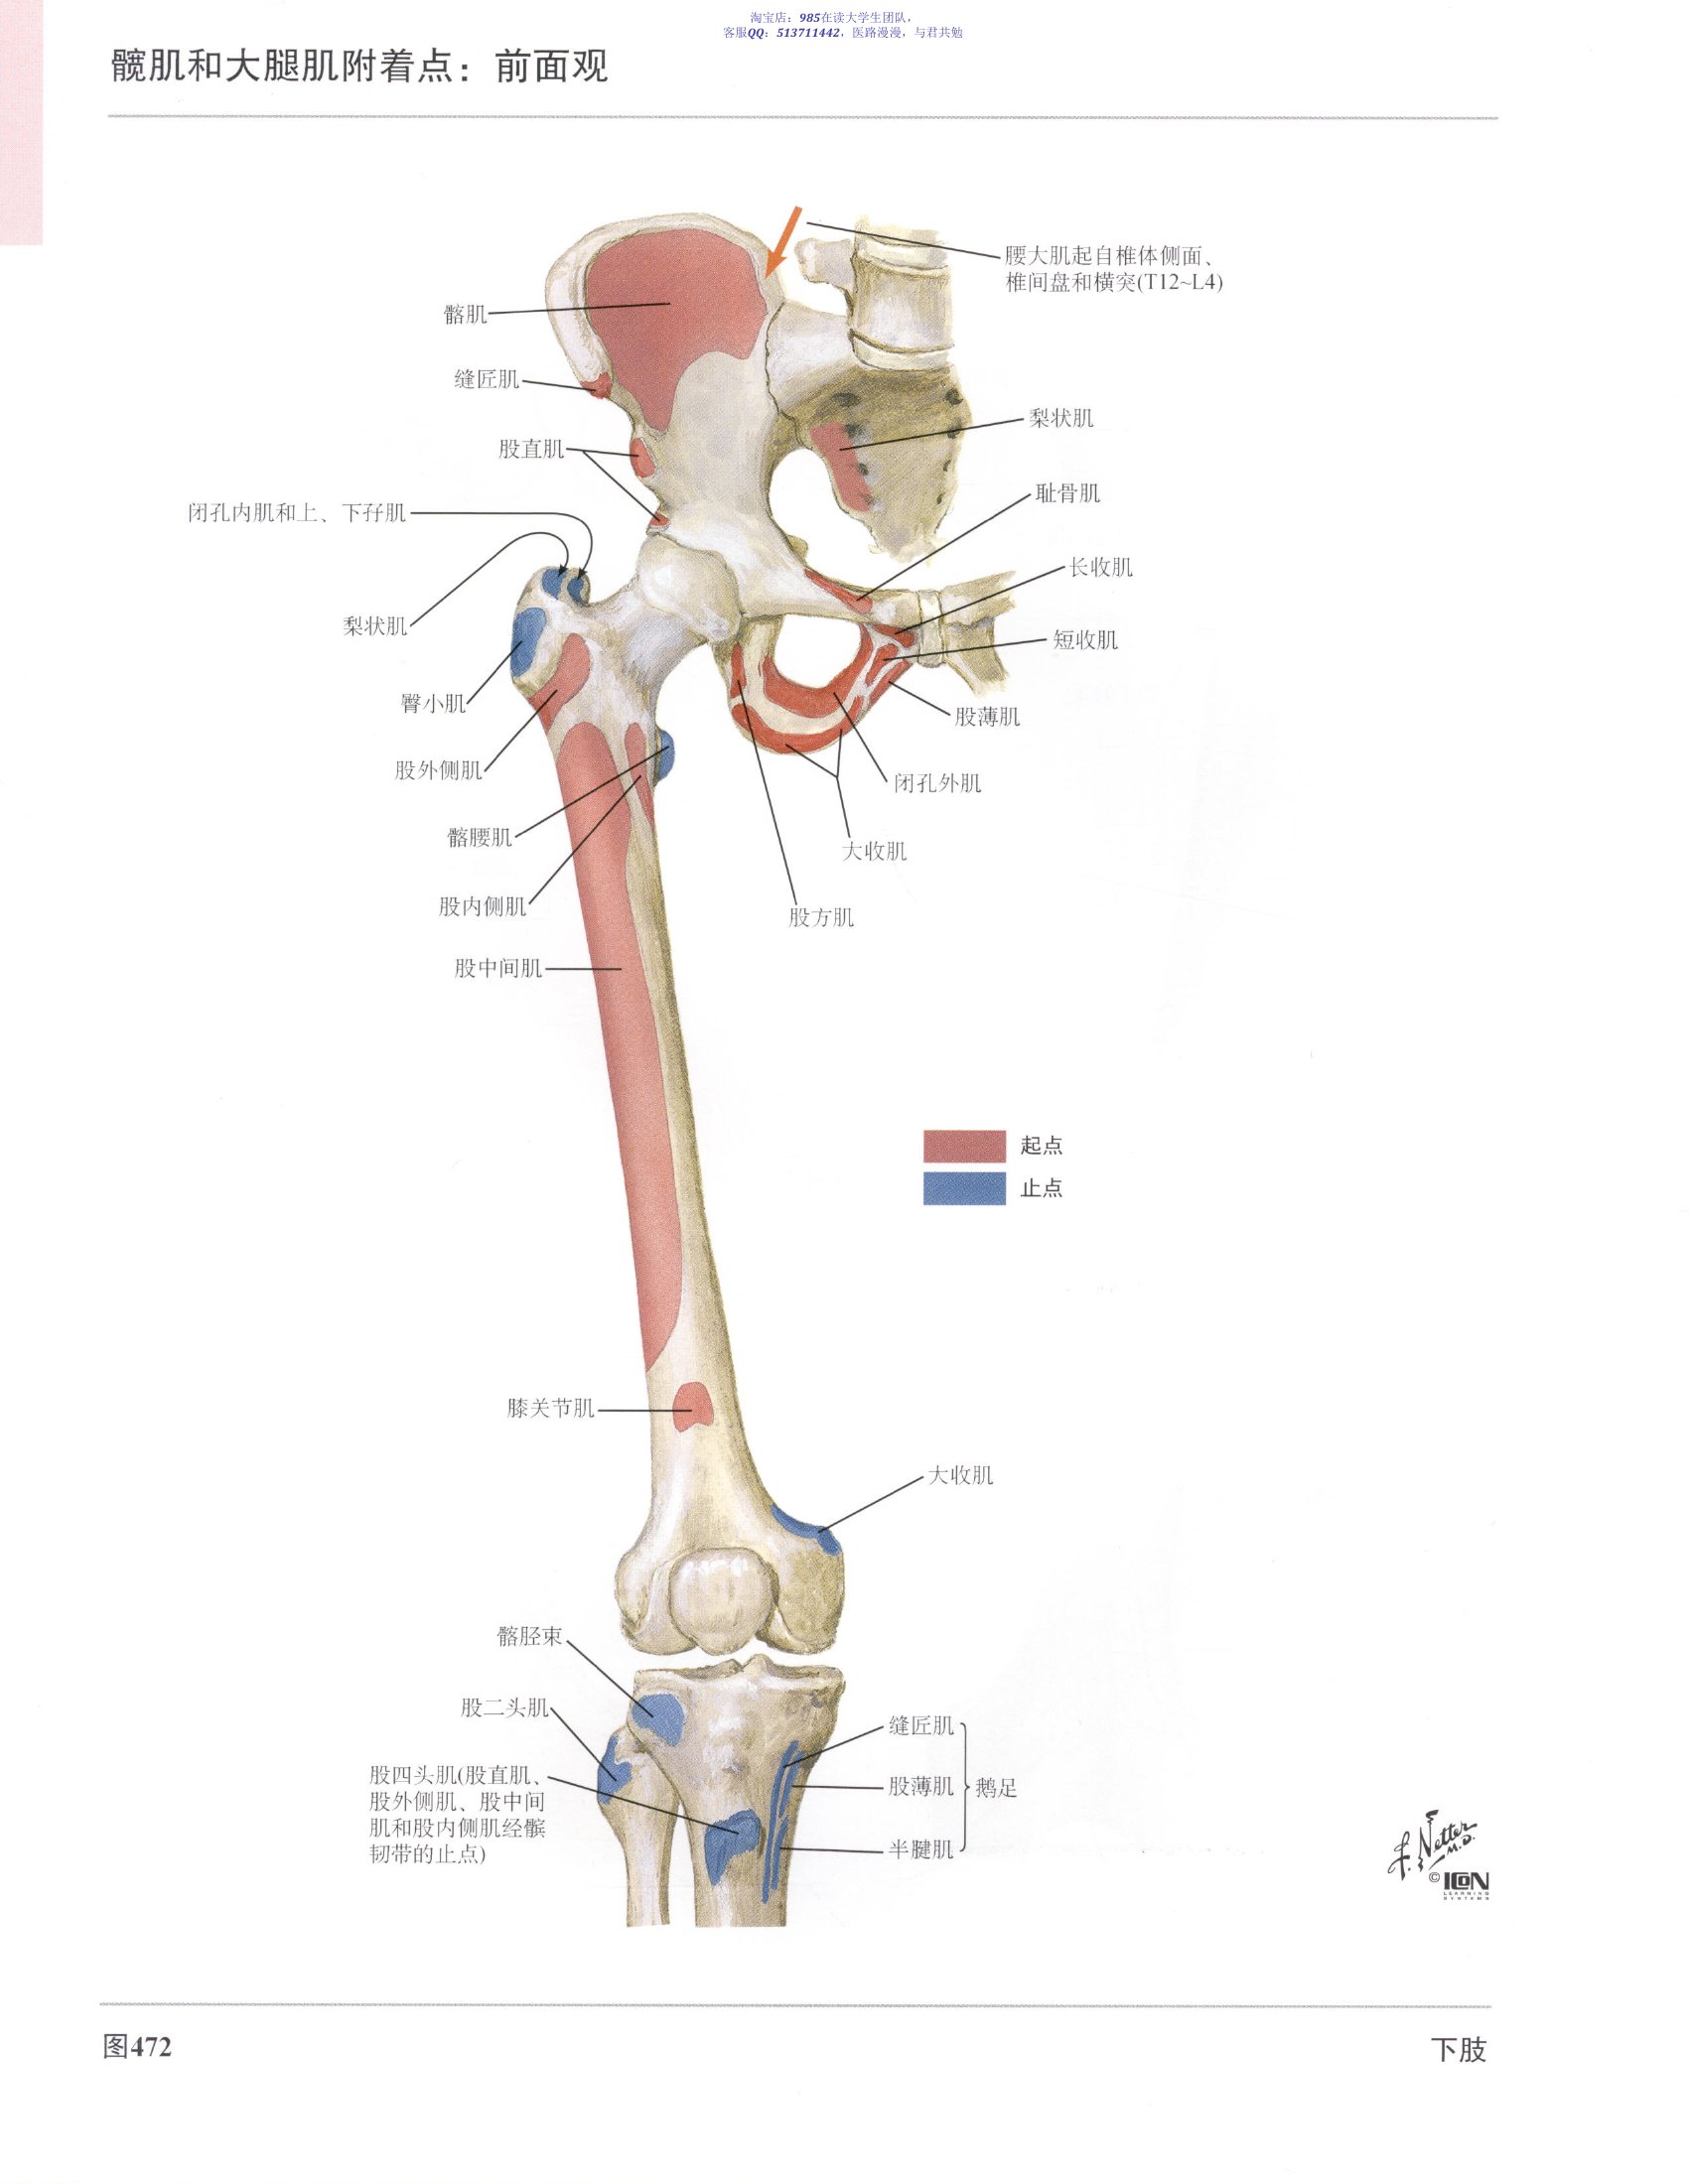 淘宝店：985在读大学生团队，
客服QQ：513711442，医路漫漫，与君共勉
髋肌和大腿肌附着点：前面观
腰大肌起自椎体侧面、
椎间盘和横突(T12~L4)
髂肌
缝匠肌
梨状肌
股直肌
耻骨肌
闭孔内肌和上、下孖肌
长收肌
梨状肌
短收肌
臀小肌
股薄肌
股外侧肌
闭孔外肌
髂腰肌
大收肌
股内侧肌
股方肌
股中间肌
起点
止点
膝关节肌
大收肌
髂胫束
股二头肌
缝匠肌
股四头肌(股直肌、
股外侧肌、股中间
肌和股内侧肌经髌
韧带的止点)
股薄肌
鹅足
半腱肌
F. Netter
M.D.
© ICON
LEARNING
SYSTEMS
图472
下肢